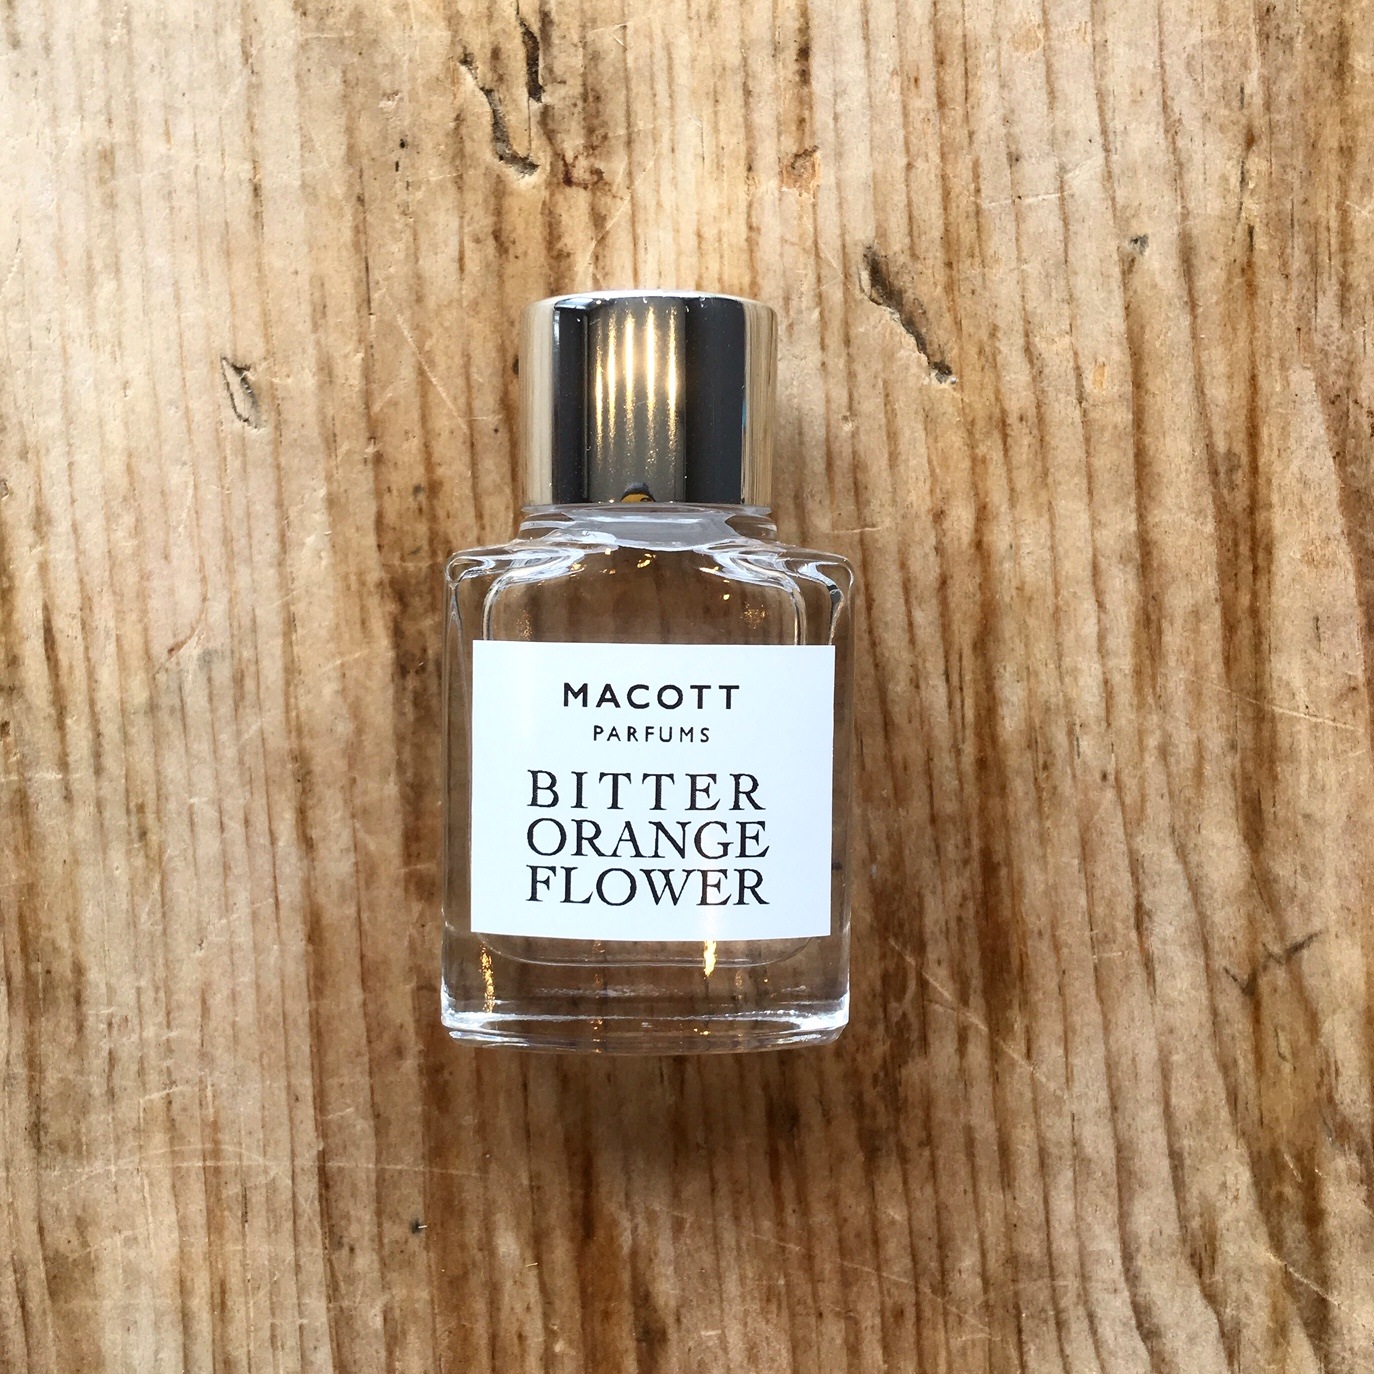 MACOTT
PARFUMS
BITTER
ORANGE
FLOWER